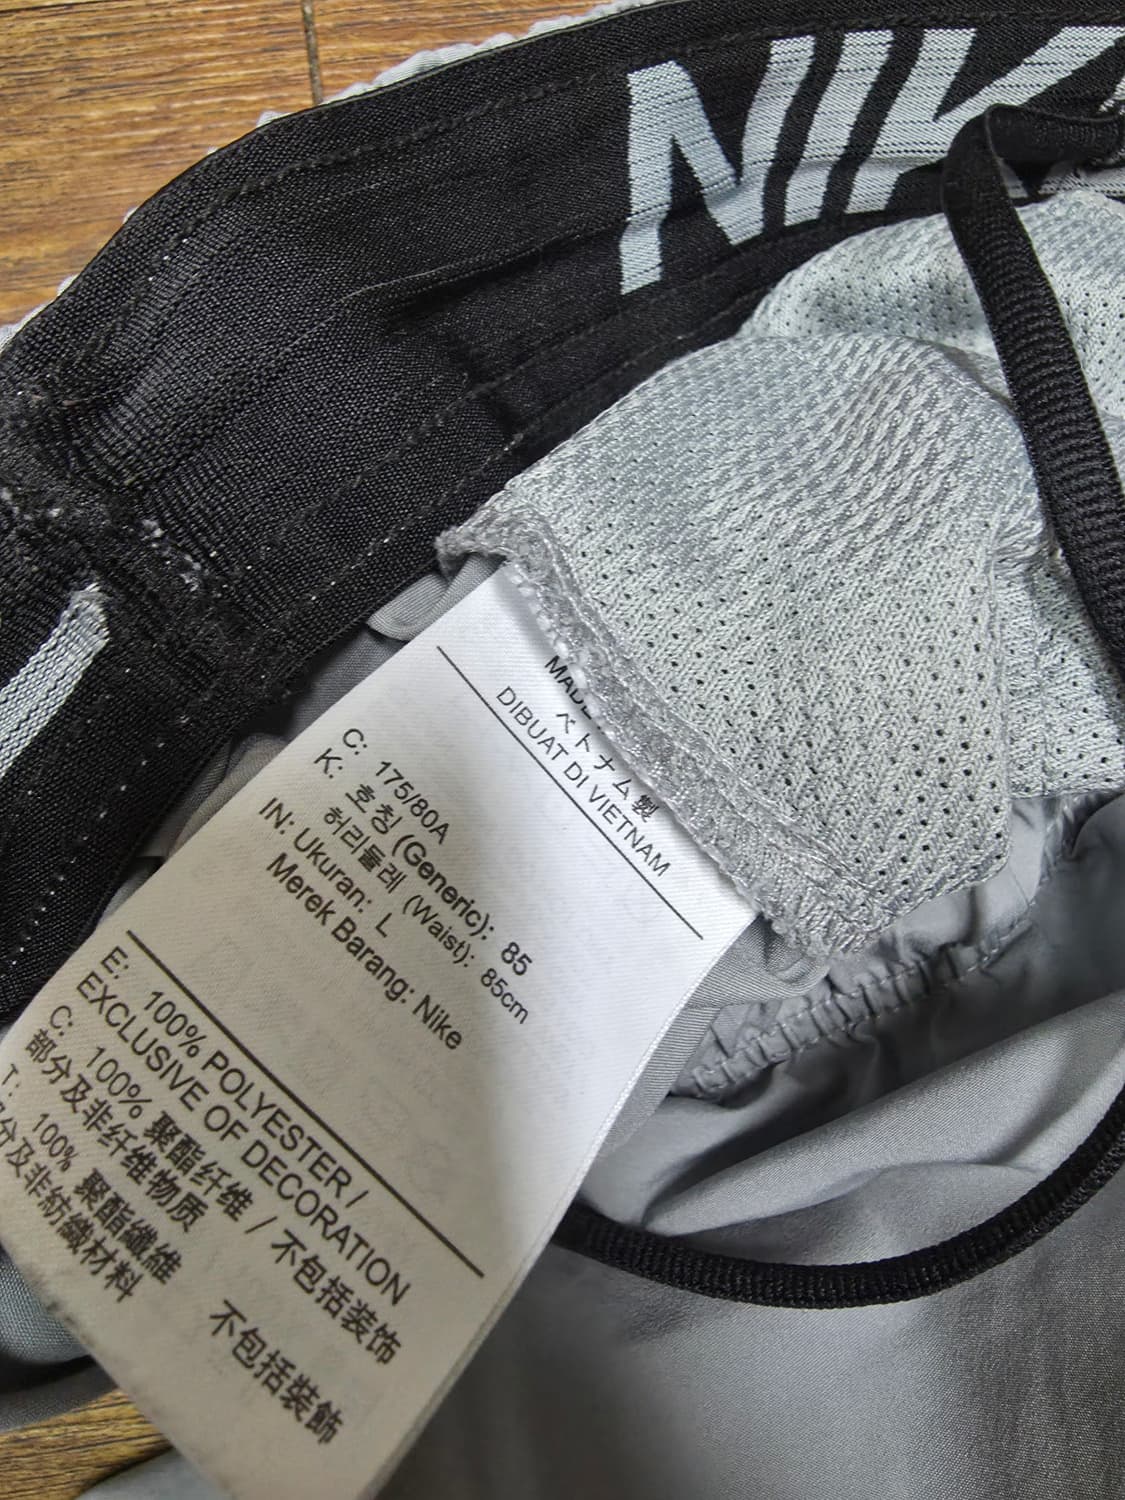 NIK
MADE
ベトナム製
DIBUAT DI VIETNAM
C: 175/80A
K: 호칭 (Generic): 85
허리둘레 (Waist): 85cm
IN: Ukuran: L
Merek Barang: Nike
E: 100% POLYESTER /
EXCLUSIVE OF DECORATION
C: 100% 聚酯纤维 / 不包括装饰
部分及非纤维物质
T: 100% 聚酯纖維 不包括裝飾
分及非紡織材料